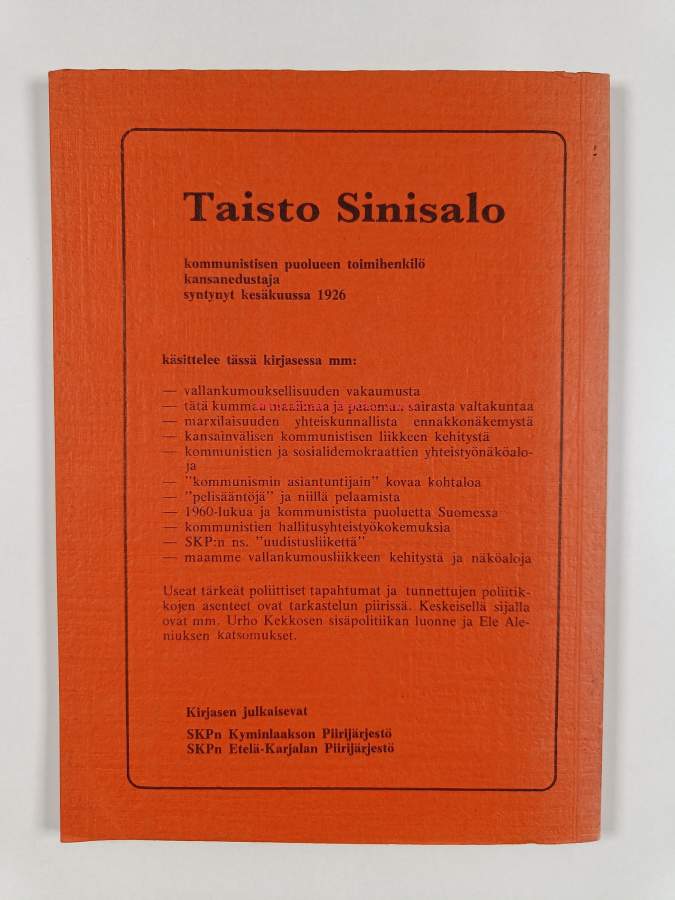 Taisto Sinisalo
kommunistisen puolueen toimihenkilö
kansanedustaja
syntynyt kesäkuussa 1926
käsittelee tässä kirjasessa mm:
— vallankumouksellisuuden vakaumusta
— tätä kummaa maailmaa ja pääoman sairasta valtakuntaa
— marxilaisuuden yhteiskunnallista ennakkonäkemystä
— kansainvälisen kommunistisen liikkeen kehitystä
— kommunistien ja sosialidemokraattien yhteistyönäköalo-
ja
— "kommunismin asiantuntijain" kovaa kohtaloa
— "pelisääntöjä" ja niillä pelaamista
— 1960-lukua ja kommunistista puoluetta Suomessa
— kommunistien hallitusyhteistyökokemuksia
— SKP:n ns. "uudistusliikettä"
— maamme vallankumousliikkeen kehitystä ja näköaloja
Useat tärkeät poliittiset tapahtumat ja tunnettujen poliitik-
kojen asenteet ovat tarkastelun piirissä. Keskeisellä sijalla
ovat mm. Urho Kekkosen sisäpolitiikan luonne ja Ele Ale-
niuksen katsomukset.
Kirjasen julkaisevat
SKPn Kyminlaakson Piirijärjestö
SKPn Etelä-Karjalan Piirijärjestö